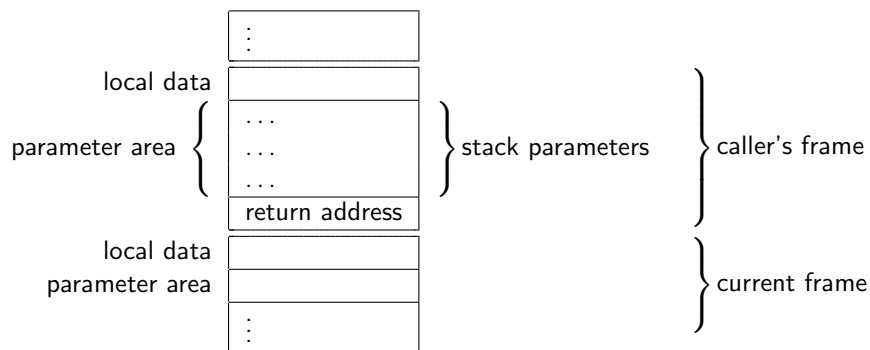 ⋮
local data
. . .
parameter area . . . stack parameters caller's frame
. . .
return address
local data
parameter area current frame
⋮